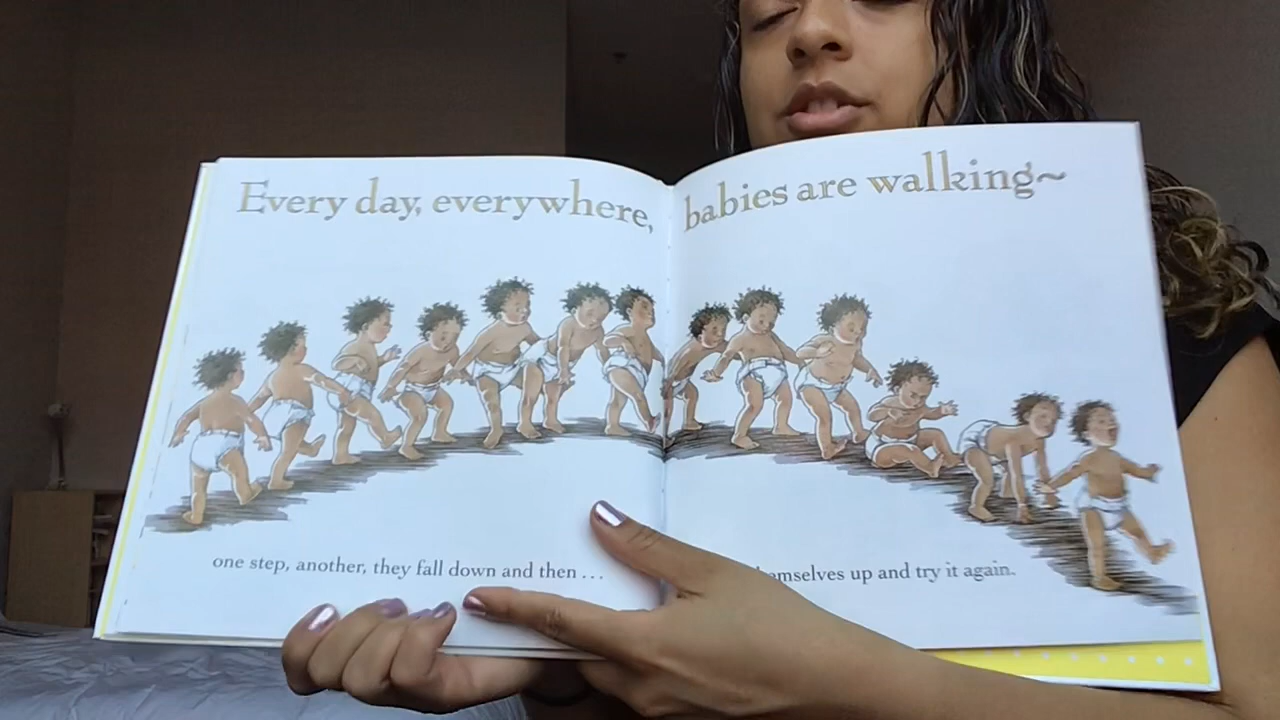 Every day, everywhere, babies are walking~
one step, another, they fall down and then . . .
up and try it again.